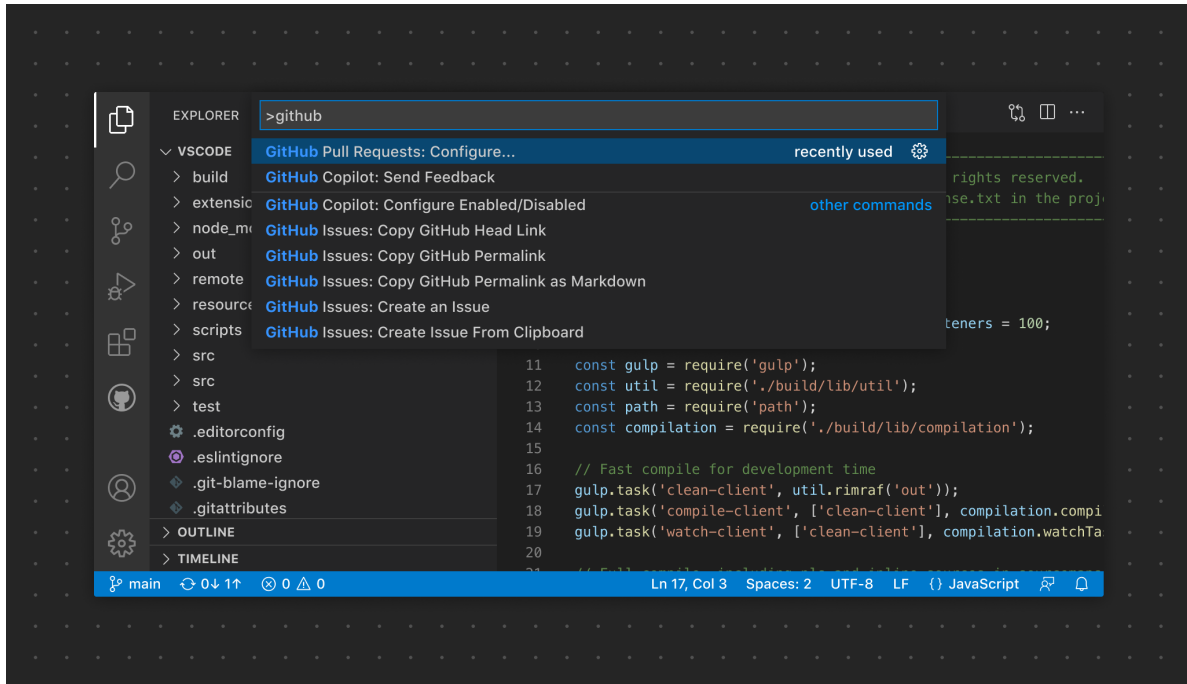 EXPLORER
>github
VSCODE
GitHub Pull Requests: Configure... recently used
build
GitHub Copilot: Send Feedback
rights reserved.
GitHub Copilot: Configure Enabled/Disabled other commands
.txt in the
GitHub Issues: Copy GitHub Head Link
out
GitHub Issues: Copy GitHub Permalink
remote
GitHub Issues: Copy GitHub Permalink as Markdown
GitHub Issues: Create an Issue
scripts
GitHub Issues: Create Issue From Clipboard
= 100;
src
11 const gulp = require('gulp');
src
12 const util = require('./build/lib/util');
test
13 const path = require('path');
.editorconfig
14 const compilation = require('./build/lib/compilation');
.eslintignore
15
16 // Fast compile for development time
.git-blame-ignore
17 gulp.task('clean-client', util.rimraf('out'));
.gitattributes
18 gulp.task('compile-client', ['clean-client'], compilation.compi
OUTLINE
19 gulp.task('watch-client', ['clean-client'], compilation.watchTa
20
TIMELINE
main 0↓ 1↑ 0 0 Ln 17, Col 3 Spaces: 2 UTF-8 LF {} JavaScript